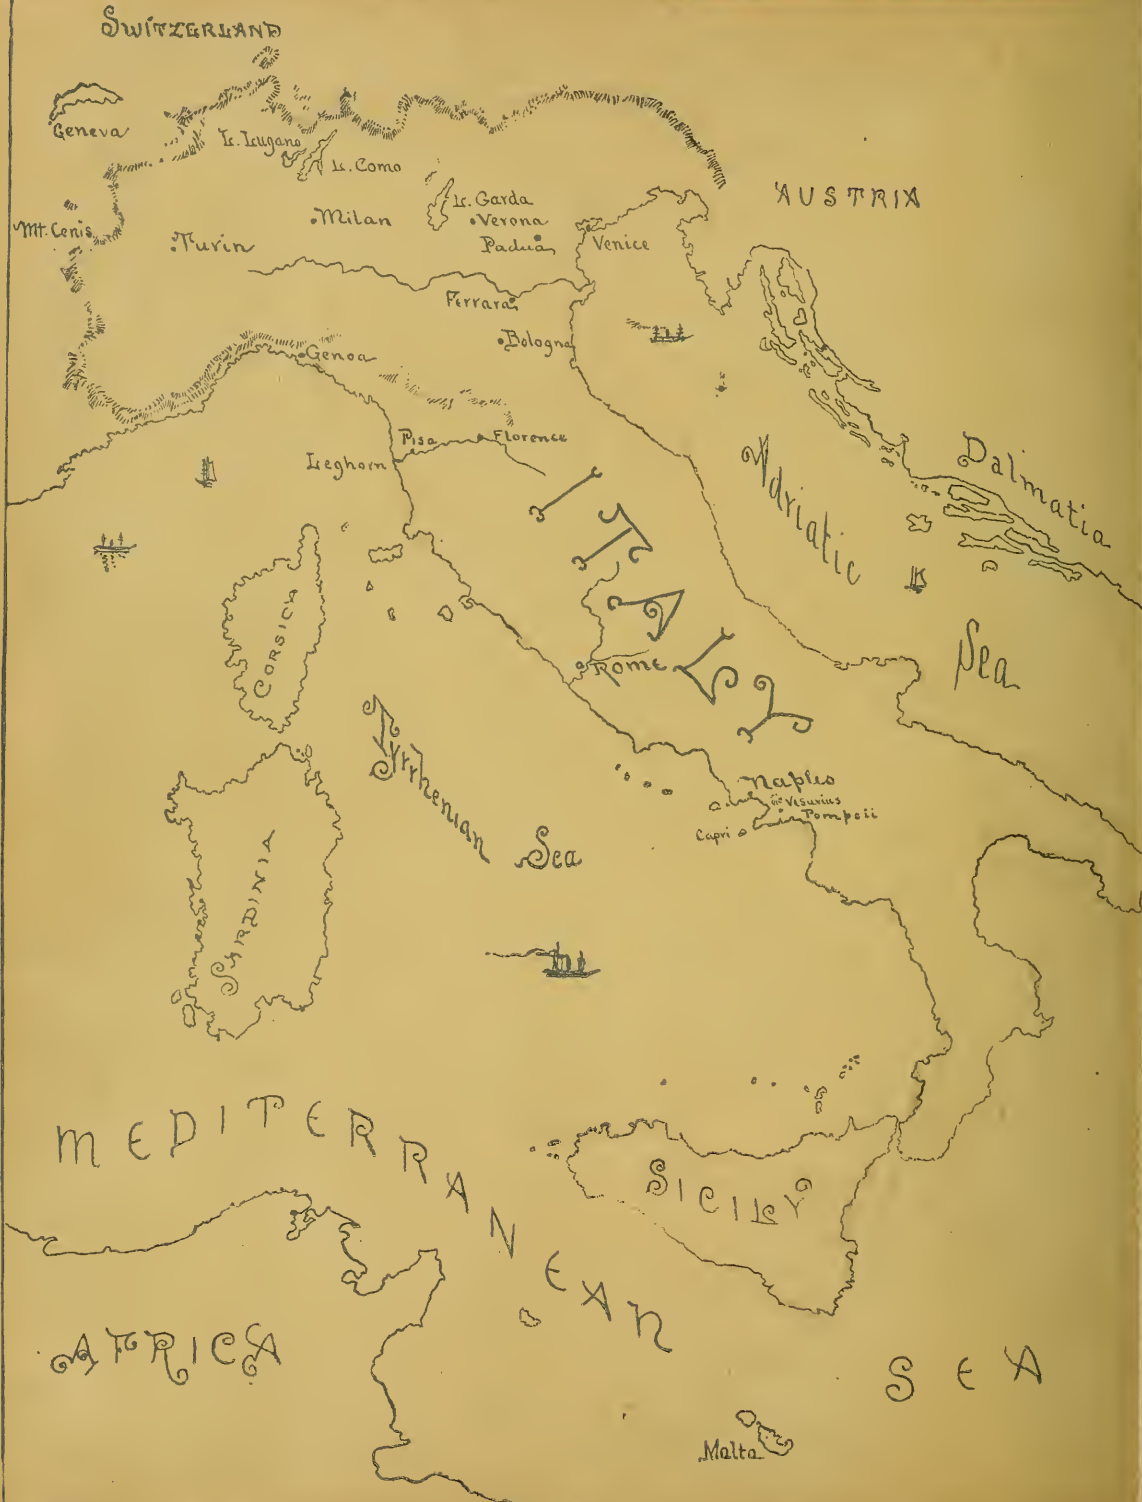 SWITZERLAND
Geneva
L. Lugano
L. Como
AUSTRIA
L. Garda
Mt. Cenis
Milan
Verona
Turin
Padua
Venice
Ferrara
Bologna
Genoa
Pisa
Florence
Leghorn
ITALY
Adriatic
Sea
Dalmatia
CORSICA
ROME
Tyrrhenian
Sea
Naples
Vesuvius
Pompeii
Capri
SARDINIA
MEDITERRANEAN
SEA
SICILY
AFRICA
Malta